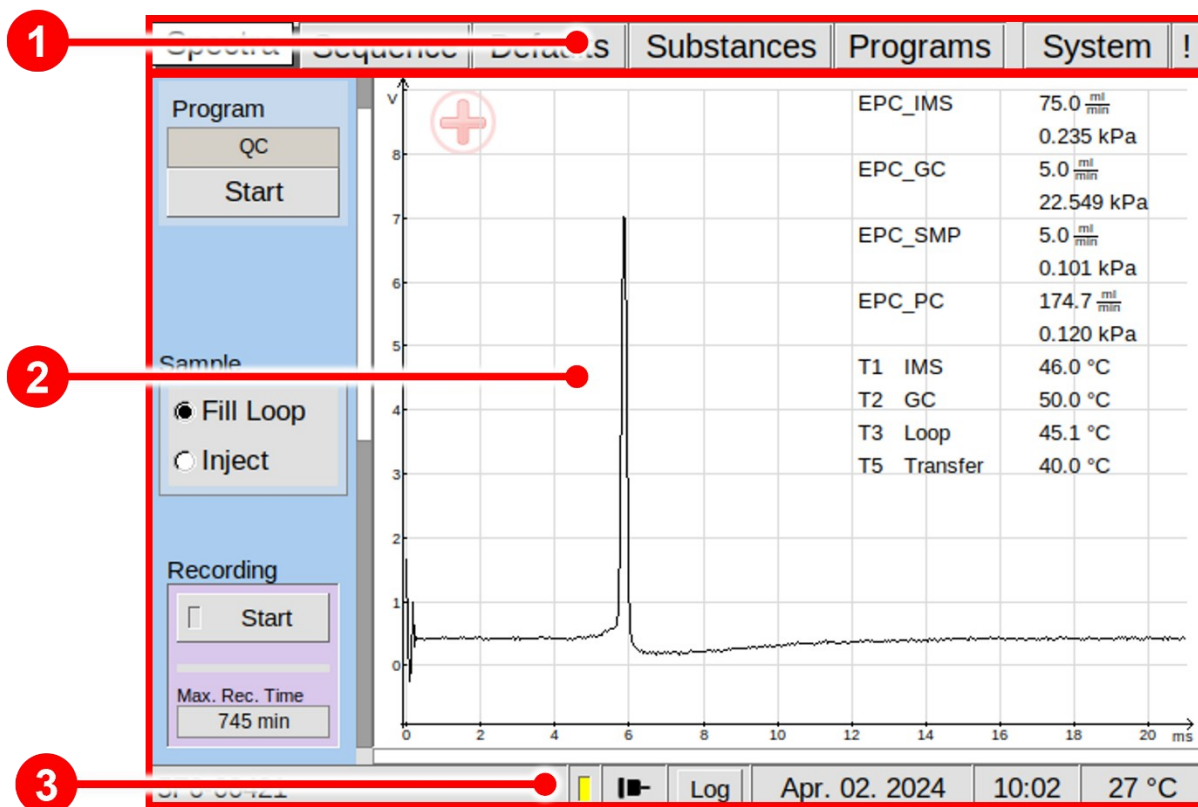 1
Spectra Sequence Defaults Substances Programs System !
Program
QC
Start
Sample
Fill Loop
Inject
Recording
Start
Max. Rec. Time
745 min
2
V
8
7
6
5
4
3
2
1
0
0 2 4 6 8 10 12 14 16 18 20 ms
EPC_IMS 75.0 ml/min
0.235 kPa
EPC_GC 5.0 ml/min
22.549 kPa
EPC_SMP 5.0 ml/min
0.101 kPa
EPC_PC 174.7 ml/min
0.120 kPa
T1 IMS 46.0 °C
T2 GC 50.0 °C
T3 Loop 45.1 °C
T5 Transfer 40.0 °C
3
Log Apr. 02. 2024 10:02 27 °C